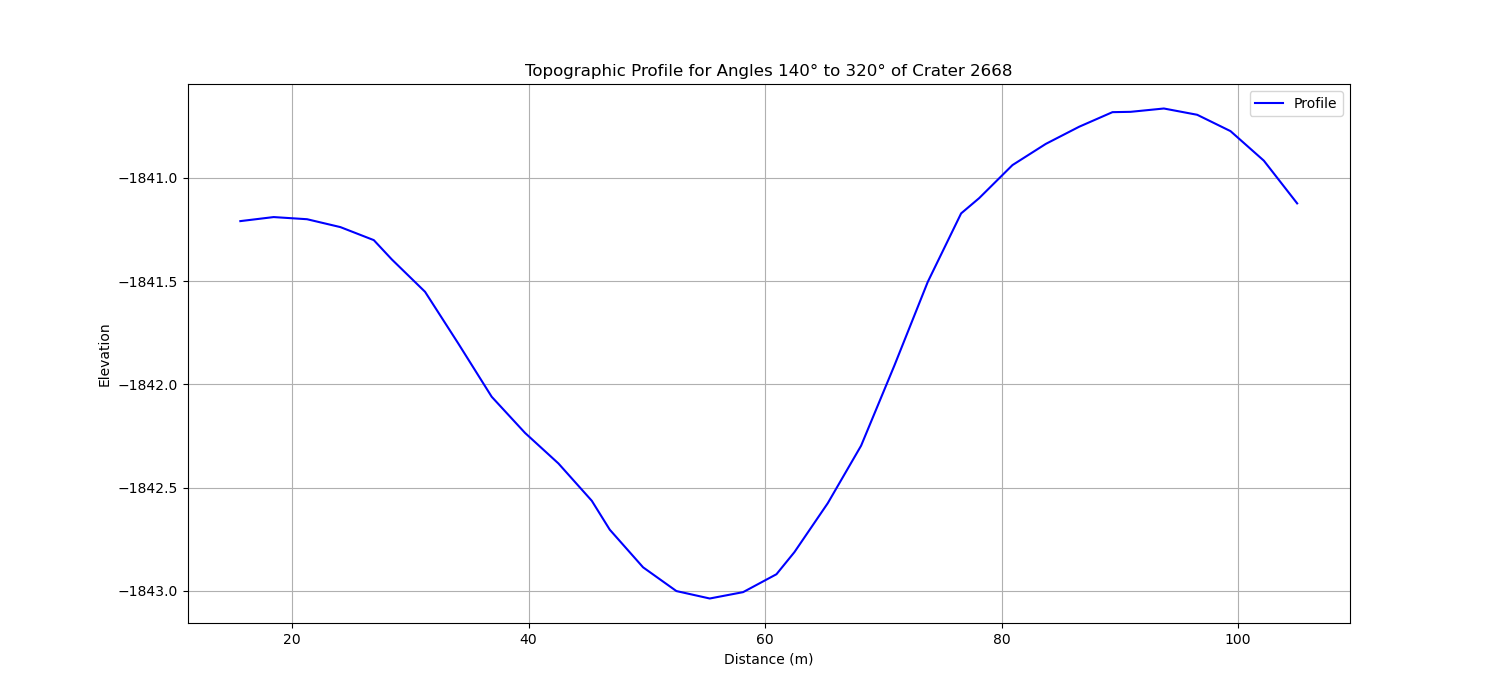 Topographic Profile for Angles 140° to 320° of Crater 2668
Profile
−1841.0
−1841.5
−1842.0
−1842.5
−1843.0
Elevation
20 40 60 80 100
Distance (m)